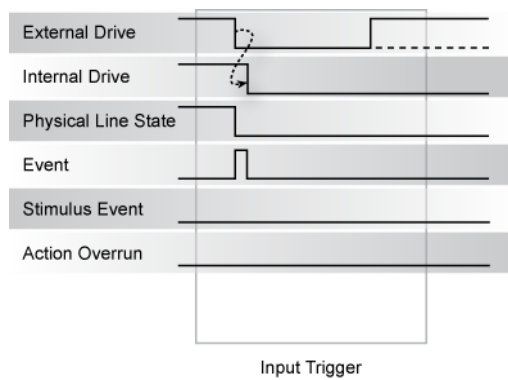 External Drive
Internal Drive
Physical Line State
Event
Stimulus Event
Action Overrun
Input Trigger